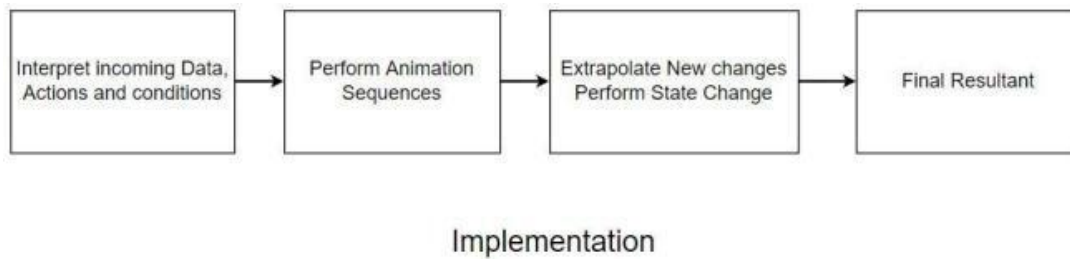 Interpret incoming Data,
Actions and conditions
Perform Animation
Sequences
Extrapolate New changes
Perform State Change
Final Resultant
Implementation